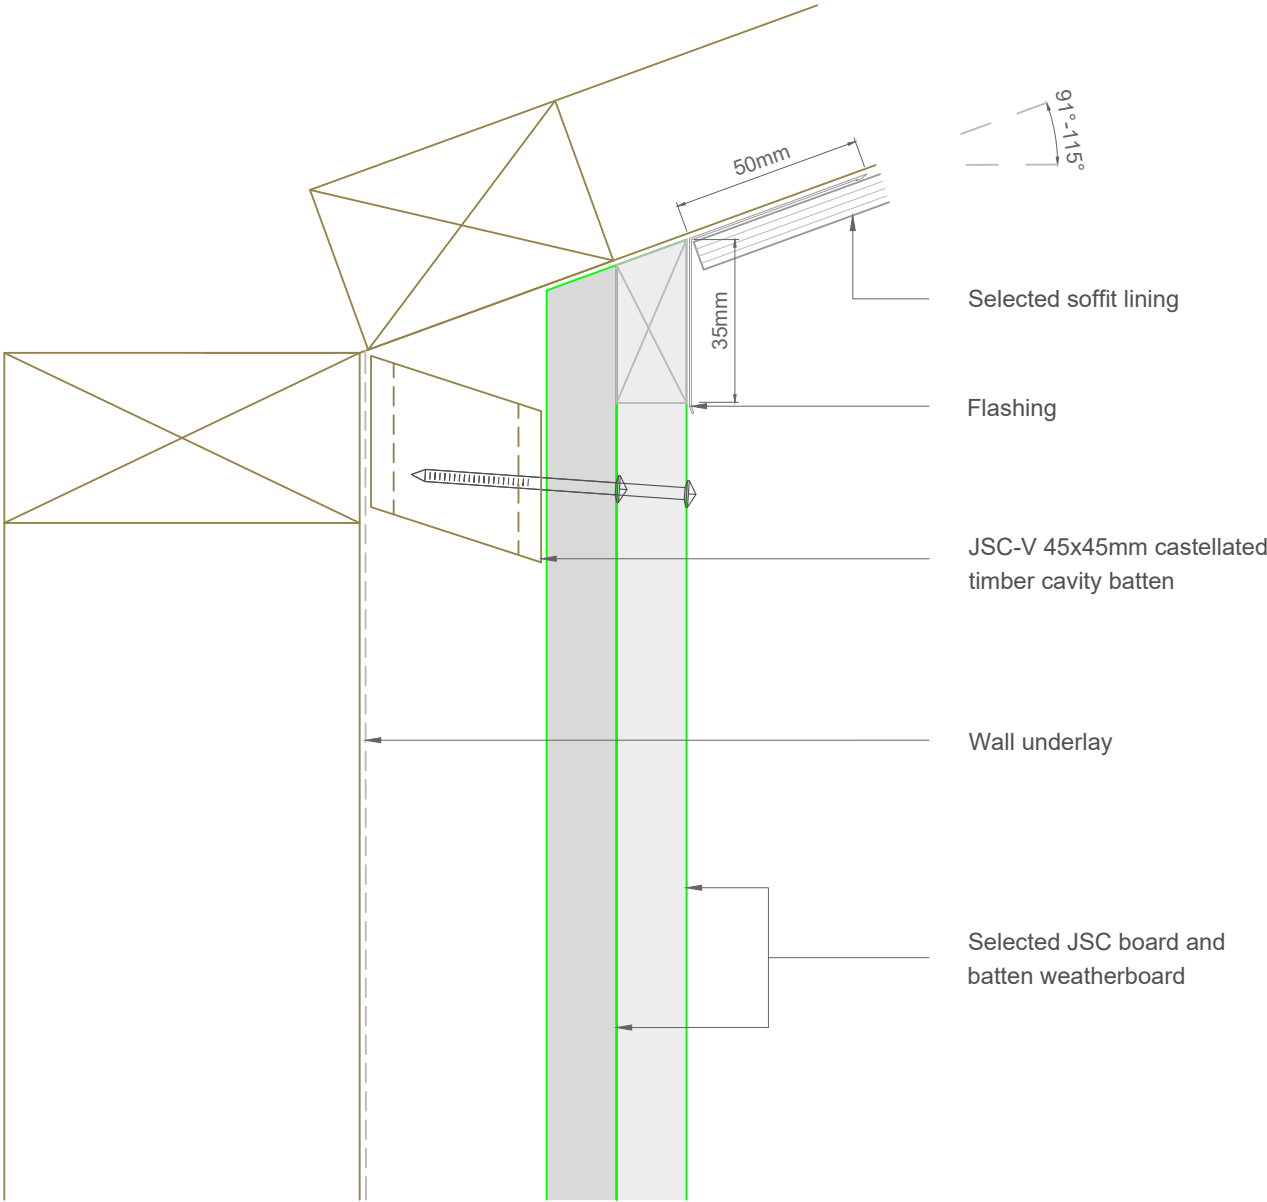 91°-115°
50mm
35mm
Selected soffit lining
Flashing
JSC-V 45x45mm castellated
timber cavity batten
Wall underlay
Selected JSC board and
batten weatherboard